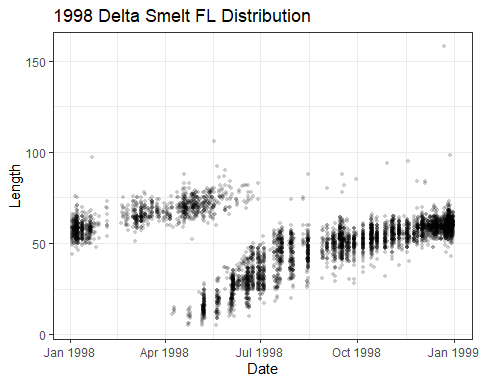 1998 Delta Smelt FL Distribution
150
100
50
0
Length
Jan 1998 Apr 1998 Jul 1998 Oct 1998 Jan 1999
Date